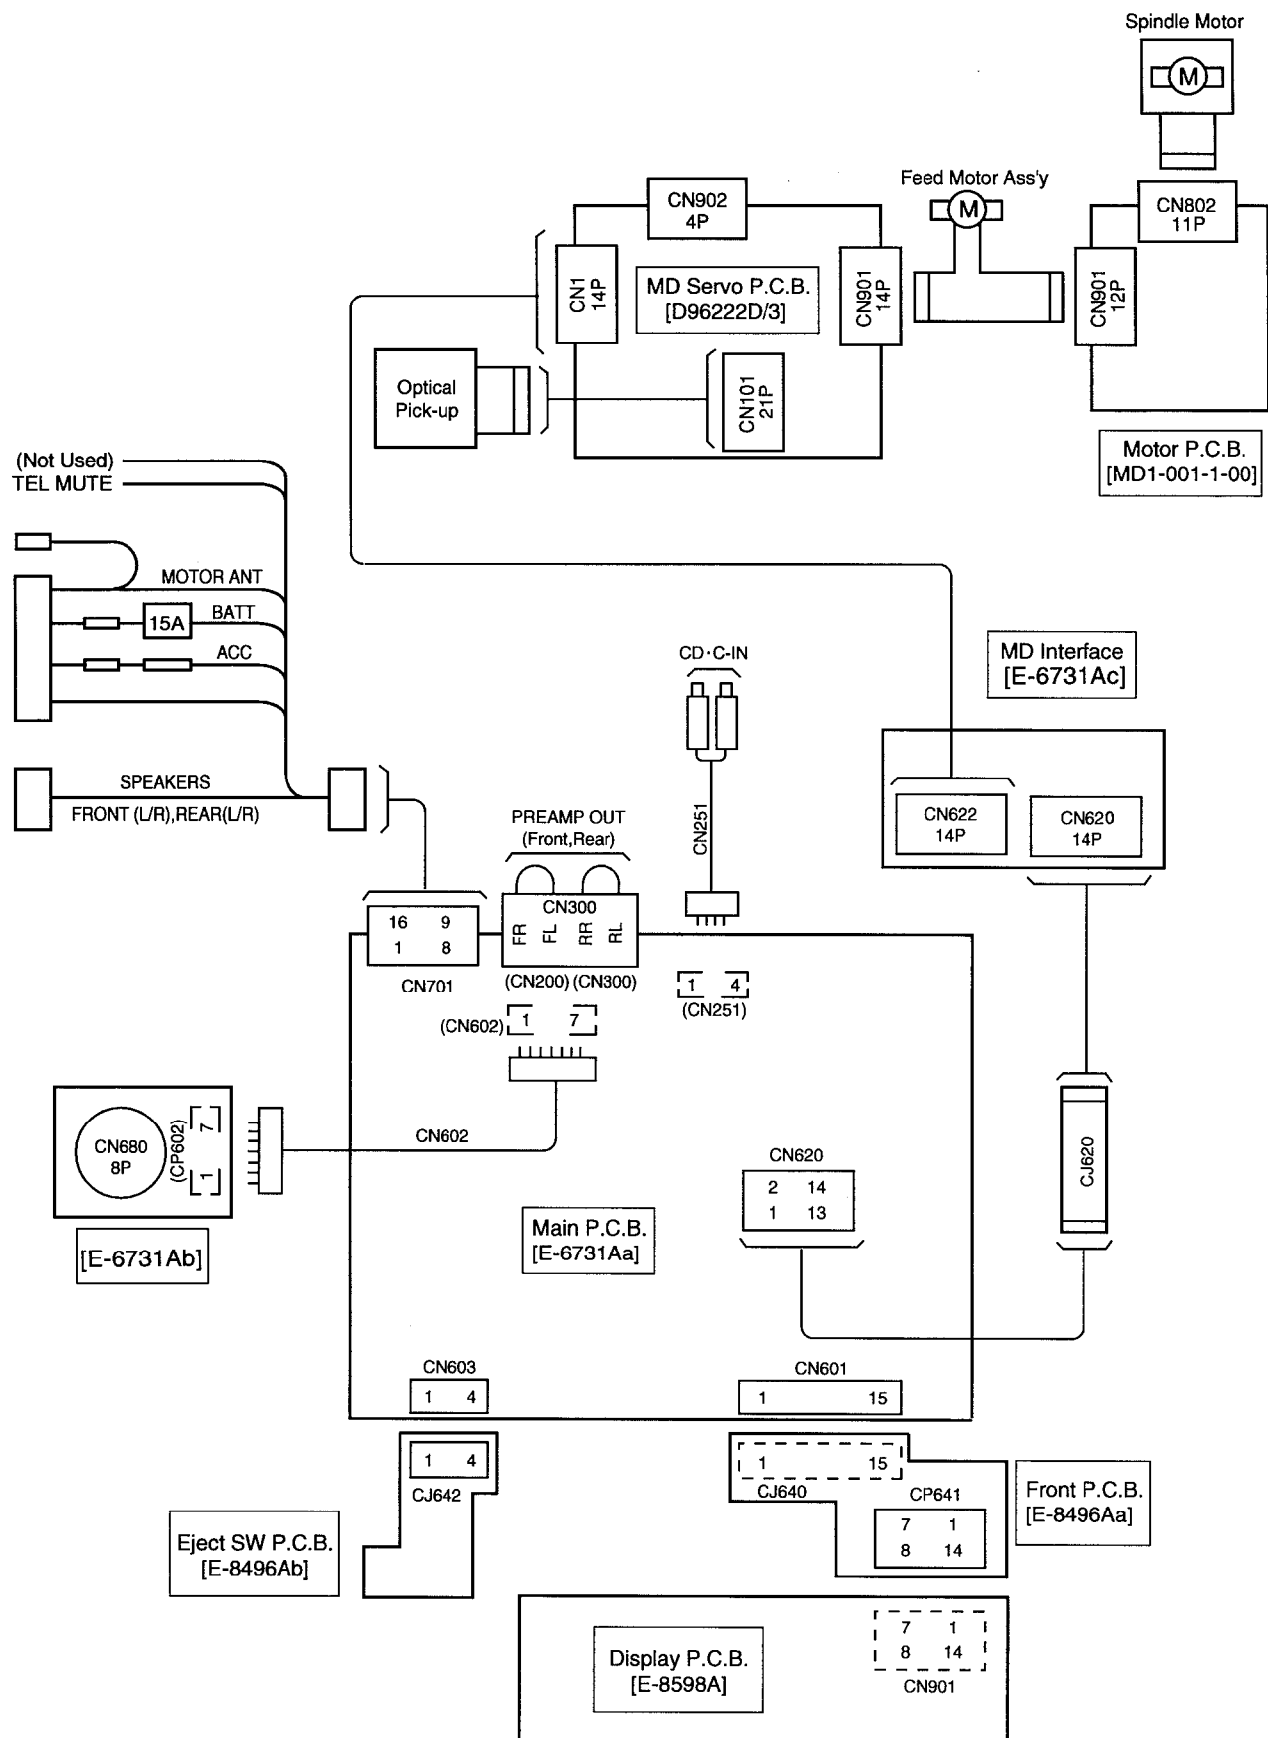 Spindle Motor
M
Feed Motor Ass'y
M
CN902
4P
CN802
11P
CN1
14P
MD Servo P.C.B.
[D96222D/3]
CN901
14P
CN901
12P
Optical
Pick-up
CN101
21P
Motor P.C.B.
[MD1-001-1-00]
(Not Used)
TEL MUTE
MOTOR ANT
15A
BATT
ACC
CD·C-IN
MD Interface
[E-6731Ac]
SPEAKERS
FRONT (L/R),REAR(L/R)
CN251
PREAMP OUT
(Front,Rear)
CN622
14P
CN620
14P
16 9
1 8
CN701
CN300
FR FL RR RL
(CN200) (CN300)
1 4
(CN251)
(CN602)
1 7
CN602
CN680
8P
(CP602)
7
1
[E-6731Ab]
CN620
2 14
1 13
CJ620
Main P.C.B.
[E-6731Aa]
CN603
1 4
CN601
1 15
1 4
CJ642
1 15
CJ640
CP641
7 1
8 14
Front P.C.B.
[E-8496Aa]
Eject SW P.C.B.
[E-8496Ab]
Display P.C.B.
[E-8598A]
7 1
8 14
CN901